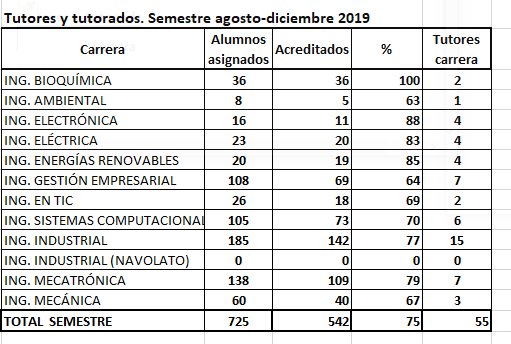 Tutores y tutorados. Semestre agosto-diciembre 2019
Carrera Alumnos asignados Acreditados % Tutores carrera
ING. BIOQUÍMICA 36 36 100 2
ING. AMBIENTAL 8 5 63 1
ING. ELECTRÓNICA 16 11 88 4
ING. ELÉCTRICA 23 20 83 4
ING. ENERGÍAS RENOVABLES 20 19 85 4
ING. GESTIÓN EMPRESARIAL 108 69 64 7
ING. EN TIC 26 18 69 2
ING. SISTEMAS COMPUTACIONAL 105 73 70 6
ING. INDUSTRIAL 185 142 77 15
ING. INDUSTRIAL (NAVOLATO) 0 0 0 0
ING. MECATRÓNICA 138 109 79 7
ING. MECÁNICA 60 40 67 3
TOTAL SEMESTRE 725 542 75 55